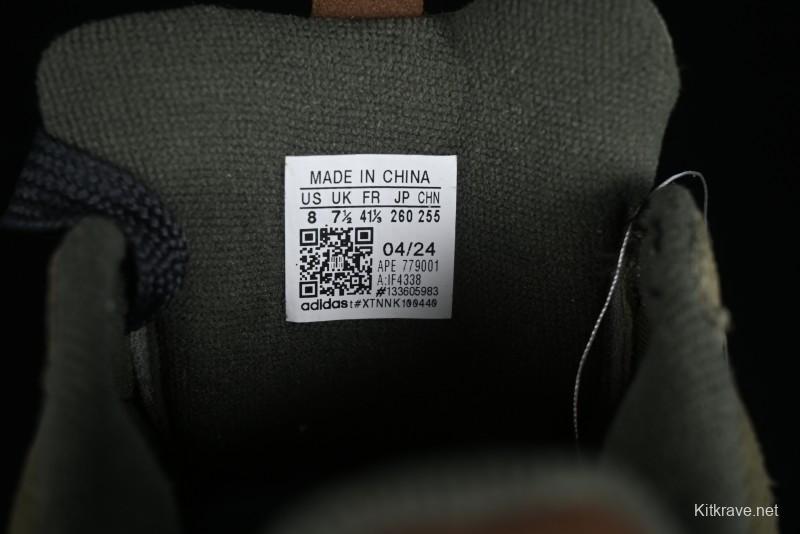 MADE IN CHINA
US UK FR JP CHN
8 7½ 41⅓ 260 255
04/24
APE 779001
A:IF4338
#133605983
adidas t#XTNNK109440
Kitkrave.net